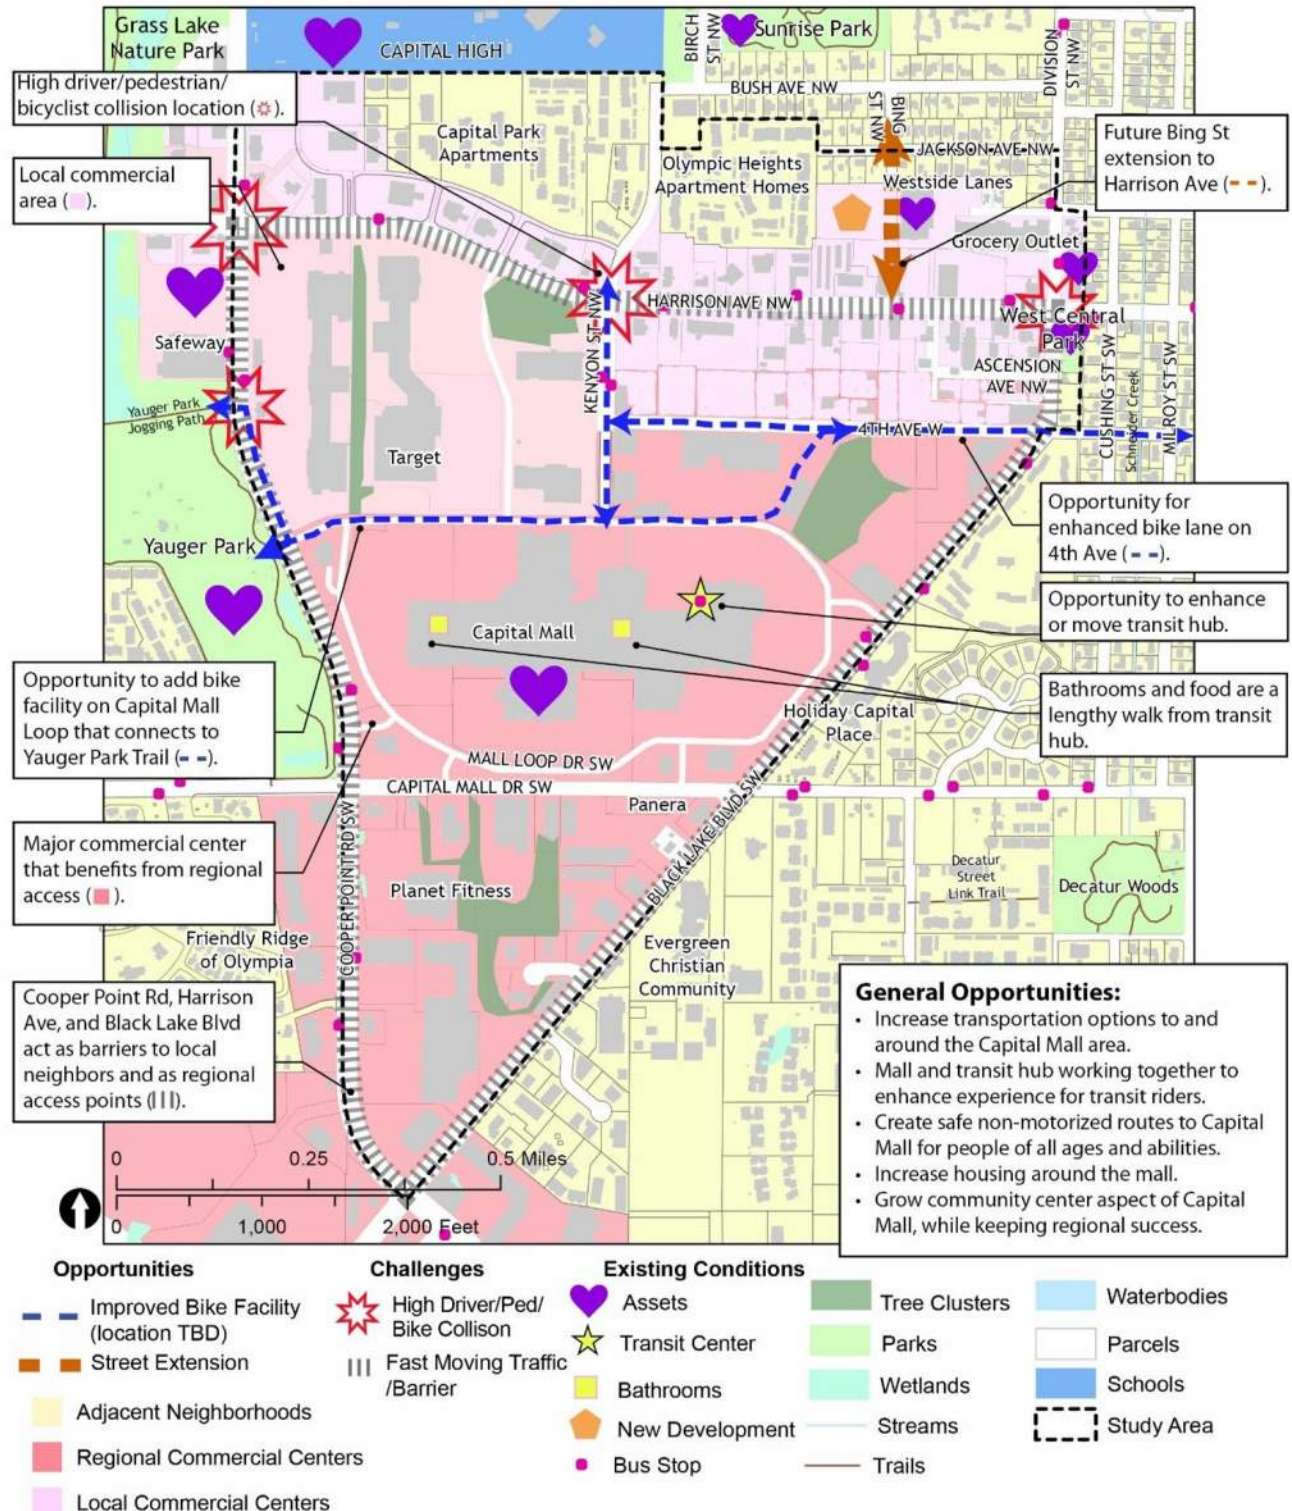 Grass Lake
Nature Park
CAPITAL HIGH
BIRCH
ST NW
Sunrise Park
DIVISION
ST NW
High driver/pedestrian/
bicyclist collision location ( ).
BUSH AVE NW
BING
ST NW
Capital Park
Apartments
Olympic Heights
Apartment Homes
JACKSON AVE NW
Westside Lanes
Future Bing St
extension to
Harrison Ave ( ).
Local commercial
area ( ).
Grocery Outlet
HARRISON AVE NW
West Central
Park
KENYON ST NW
Safeway
ASCENSION
AVE NW
CUSHING ST SW
Schneider Creek
MILROY ST SW
Yauger Park
Jogging Path
4TH AVE W
Target
Opportunity for
enhanced bike lane on
4th Ave ( ).
Yauger Park
Opportunity to enhance
or move transit hub.
Capital Mall
Opportunity to add bike
facility on Capital Mall
Loop that connects to
Yauger Park Trail ( ).
Bathrooms and food are a
lengthy walk from transit
hub.
Holiday Capital
Place
MALL LOOP DR SW
CAPITAL MALL DR SW
Panera
BLACK LAKE BLVD SW
COOPER POINT RD SW
Major commercial center
that benefits from regional
access ( ).
Planet Fitness
Decatur
Street
Link Trail
Decatur Woods
Friendly Ridge
of Olympia
Evergreen
Christian
Community
Cooper Point Rd, Harrison
Ave, and Black Lake Blvd
act as barriers to local
neighbors and as regional
access points (|||).
General Opportunities:
• Increase transportation options to and
around the Capital Mall area.
• Mall and transit hub working together to
enhance experience for transit riders.
• Create safe non-motorized routes to Capital
Mall for people of all ages and abilities.
• Increase housing around the mall.
• Grow community center aspect of Capital
Mall, while keeping regional success.
0 0.25 0.5 Miles
0 1,000 2,000 Feet
Opportunities
Improved Bike Facility
(location TBD)
Street Extension
Adjacent Neighborhoods
Regional Commercial Centers
Local Commercial Centers
Challenges
High Driver/Ped/
Bike Collison
Fast Moving Traffic
/Barrier
Existing Conditions
Assets
Transit Center
Bathrooms
New Development
Bus Stop
Tree Clusters
Parks
Wetlands
Streams
Trails
Waterbodies
Parcels
Schools
Study Area